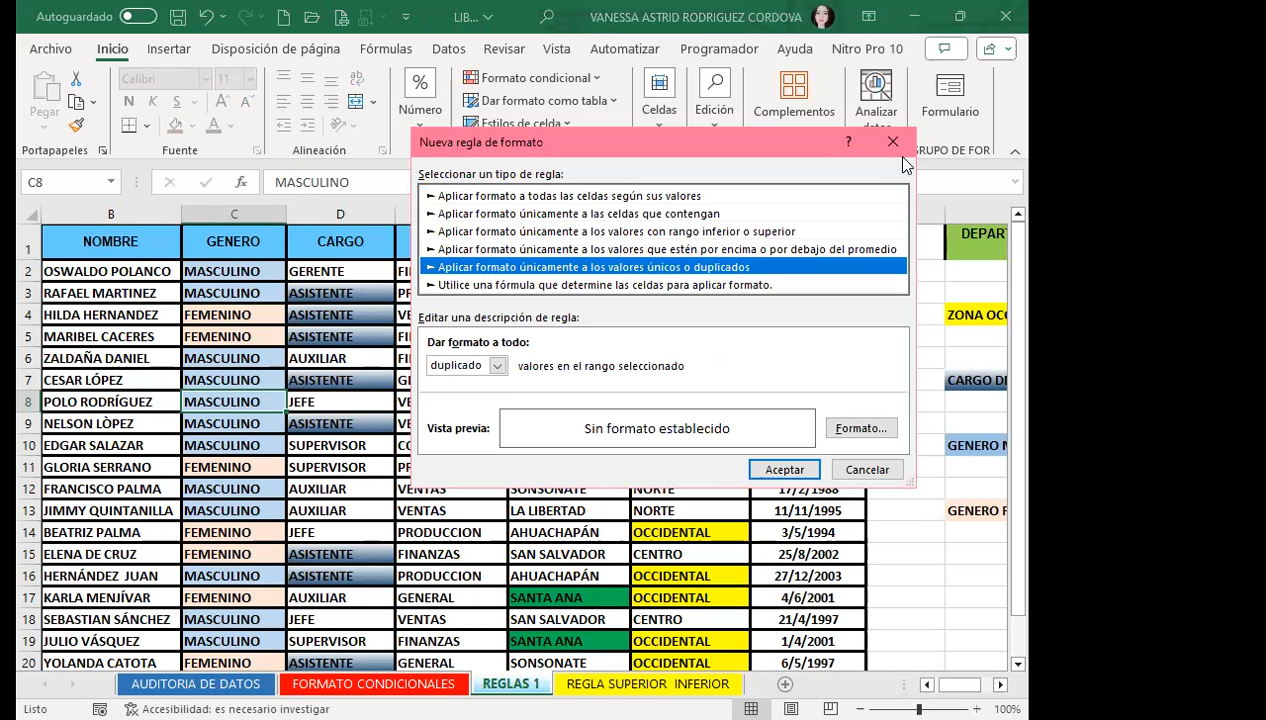 Autoguardado
LIB...
VANESSA ASTRID RODRIGUEZ CORDOVA
Archivo Inicio Insertar Disposición de página Fórmulas Datos Revisar Vista Automatizar Programador Ayuda Nitro Pro 10
Pegar
Portapapeles
Calibri 11
N K S
Fuente
Alineación
%
Número
Formato condicional
Dar formato como tabla
Estilos de celda
Celdas
Edición
Complementos
Analizar
Formulario
GRUPO DE FOR
C8
fx
MASCULINO
Nueva regla de formato
?
Seleccionar un tipo de regla:
► Aplicar formato a todas las celdas según sus valores
► Aplicar formato únicamente a las celdas que contengan
► Aplicar formato únicamente a los valores con rango inferior o superior
► Aplicar formato únicamente a los valores que estén por encima o por debajo del promedio
► Aplicar formato únicamente a los valores únicos o duplicados
► Utilice una fórmula que determine las celdas para aplicar formato.
Editar una descripción de regla:
Dar formato a todo:
duplicado valores en el rango seleccionado
Vista previa: Sin formato establecido Formato...
Aceptar Cancelar
B C D
1 NOMBRE GENERO CARGO DEPAR
2 OSWALDO POLANCO MASCULINO GERENTE FI
3 RAFAEL MARTINEZ MASCULINO ASISTENTE PR
4 HILDA HERNANDEZ FEMENINO ASISTENTE VE ZONA OCC
5 MARIBEL CACERES FEMENINO ASISTENTE VE
6 ZALDAÑA DANIEL MASCULINO AUXILIAR VE
7 CESAR LÓPEZ MASCULINO ASISTENTE GE CARGO DE
8 POLO RODRÍGUEZ MASCULINO JEFE VE
9 NELSON LÒPEZ MASCULINO ASISTENTE VE
10 EDGAR SALAZAR MASCULINO SUPERVISOR CO GENERO M
11 GLORIA SERRANO FEMENINO SUPERVISOR PR
12 FRANCISCO PALMA MASCULINO AUXILIAR VENTAS SONSONATE NORTE 17/2/1988
13 JIMMY QUINTANILLA MASCULINO AUXILIAR VENTAS LA LIBERTAD NORTE 11/11/1995 GENERO F
14 BEATRIZ PALMA FEMENINO JEFE PRODUCCION AHUACHAPÁN OCCIDENTAL 3/5/1994
15 ELENA DE CRUZ FEMENINO ASISTENTE FINANZAS SAN SALVADOR CENTRO 25/8/2002
16 HERNÁNDEZ JUAN MASCULINO ASISTENTE PRODUCCION AHUACHAPÁN OCCIDENTAL 27/12/2003
17 KARLA MENJÍVAR FEMENINO AUXILIAR GENERAL SANTA ANA OCCIDENTAL 4/6/2001
18 SEBASTIAN SÁNCHEZ MASCULINO JEFE VENTAS SAN SALVADOR CENTRO 21/4/1997
19 JULIO VÁSQUEZ MASCULINO SUPERVISOR FINANZAS SANTA ANA OCCIDENTAL 1/4/2001
20 YOLANDA CATOTA FEMENINO ASISTENTE GENERAL SONSONATE OCCIDENTAL 6/5/1997
AUDITORIA DE DATOS FORMATO CONDICIONALES REGLAS 1 REGLA SUPERIOR INFERIOR
Listo Accesibilidad: es necesario investigar 100%